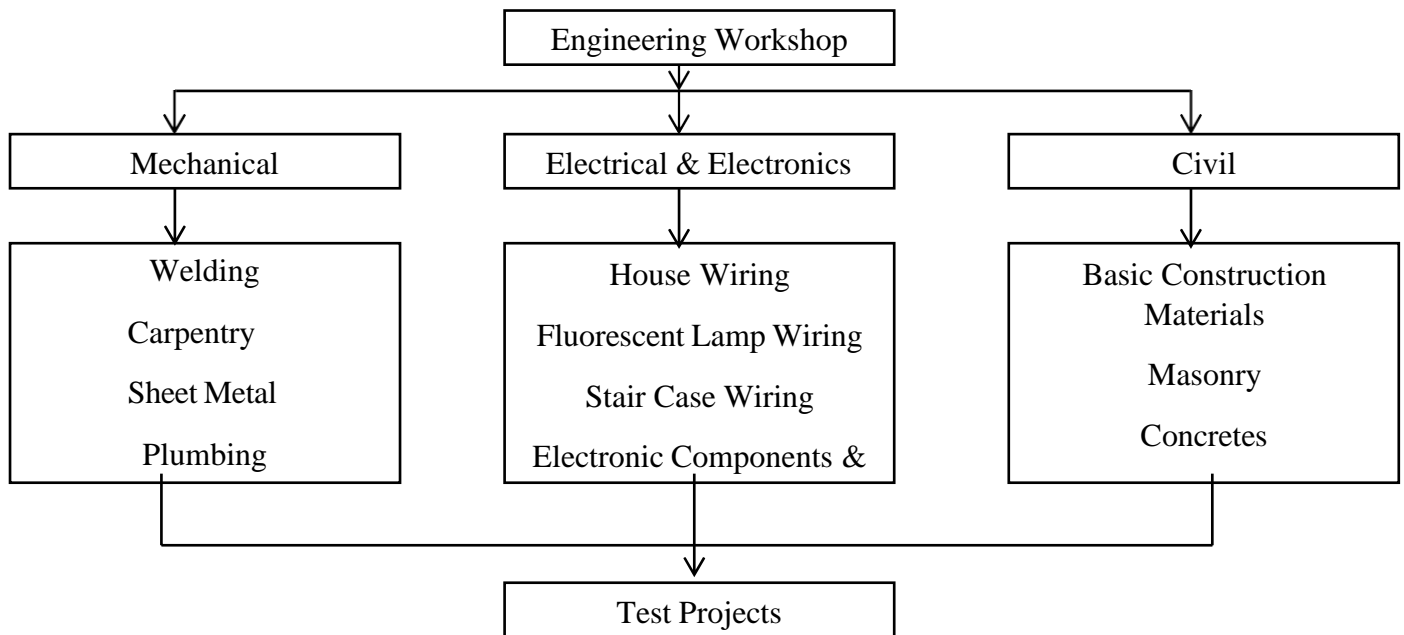 Engineering Workshop
Mechanical
Electrical & Electronics
Civil
Welding
Carpentry
Sheet Metal
Plumbing
House Wiring
Fluorescent Lamp Wiring
Stair Case Wiring
Electronic Components &
Basic Construction
Materials
Masonry
Concretes
Test Projects